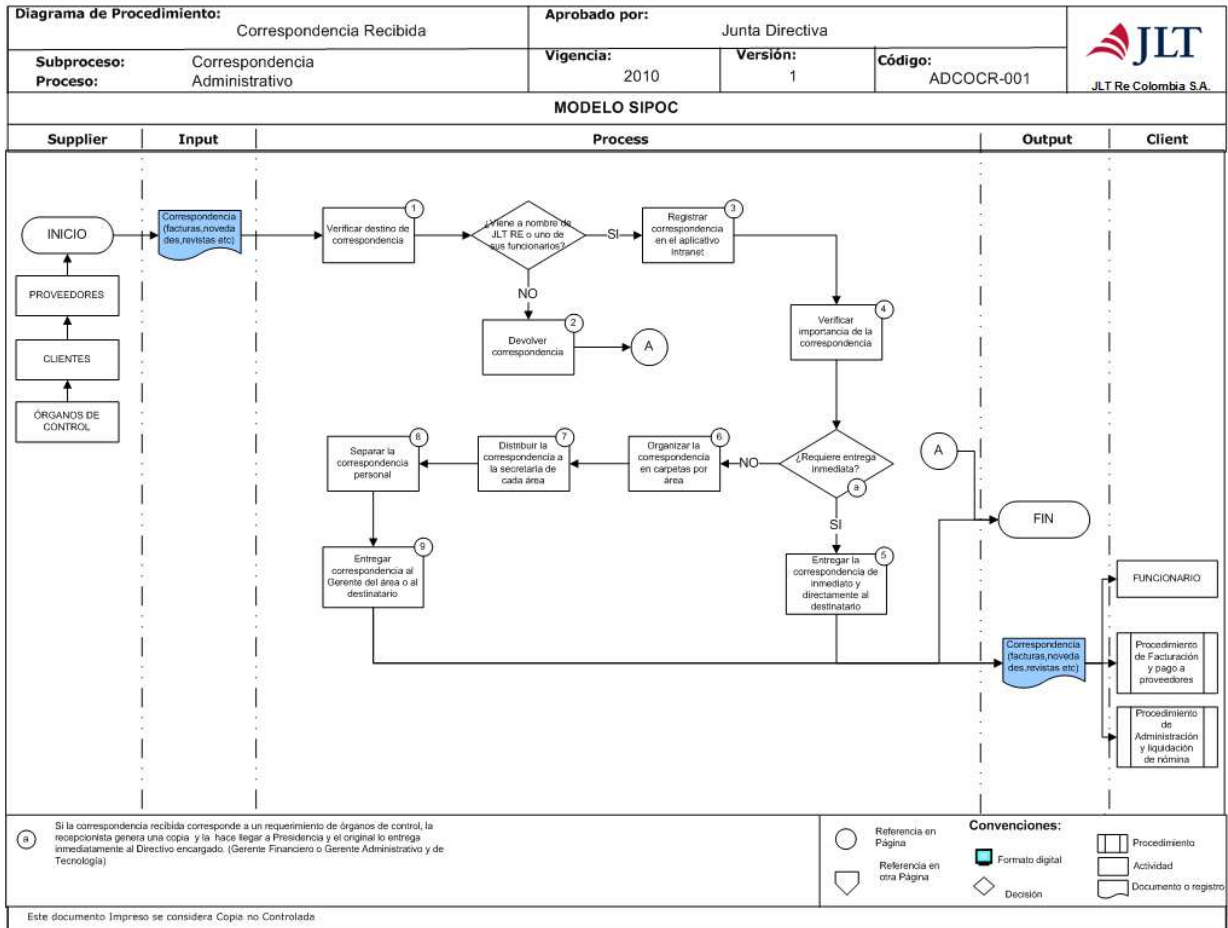 Diagrama de Procedimiento:
Correspondencia Recibida
Aprobado por:
Junta Directiva
Subproceso: Correspondencia
Proceso: Administrativo
Vigencia:
2010
Versión:
1
Código:
ADCOCR-001
JLT
JLT Re Colombia S.A.
MODELO SIPOC
Supplier
Input
Process
Output
Client
INICIO
PROVEEDORES
CLIENTES
ÓRGANOS DE
CONTROL
Correspondencia
(facturas,noveda
des,revistas etc)
1
Verificar destino de
correspondencia
¿Viene a nombre de
JLT RE o uno de
sus funcionarios?
SI
NO
2
Devolver
correspondencia
A
3
Registrar
correspondencia
en el aplicativo
Intranet
4
Verificar
importancia de la
correspondencia
¿Requiere entrega
inmediata?
a
NO
SI
5
Entregar la
correspondencia de
inmediato y
directamente al
destinatario
6
Organizar la
correspondencia
en carpetas por
área
7
Distribuir la
correspondencia a
la secretaria de
cada área
8
Separar la
correspondencia
personal
9
Entregar
correspondencia al
Gerente del área o al
destinatario
A
FIN
Correspondencia
(facturas,noveda
des,revistas etc)
FUNCIONARIO
Procedimiento
de Facturación
y pago a
proveedores
Procedimiento
de
Administración
y liquidación
de nómina
a
Si la correspondencia recibida corresponde a un requerimiento de órganos de control, la
recepcionista genera una copia y la hace llegar a Presidencia y el original lo entrega
inmediatamente al Directivo encargado. (Gerente Financiero o Gerente Administrativo y de
Tecnología)
Convenciones:
Referencia en
Página
Referencia en
otra Página
Formato digital
Decisión
Procedimiento
Actividad
Documento o registro
Este documento Impreso se considera Copia no Controlada